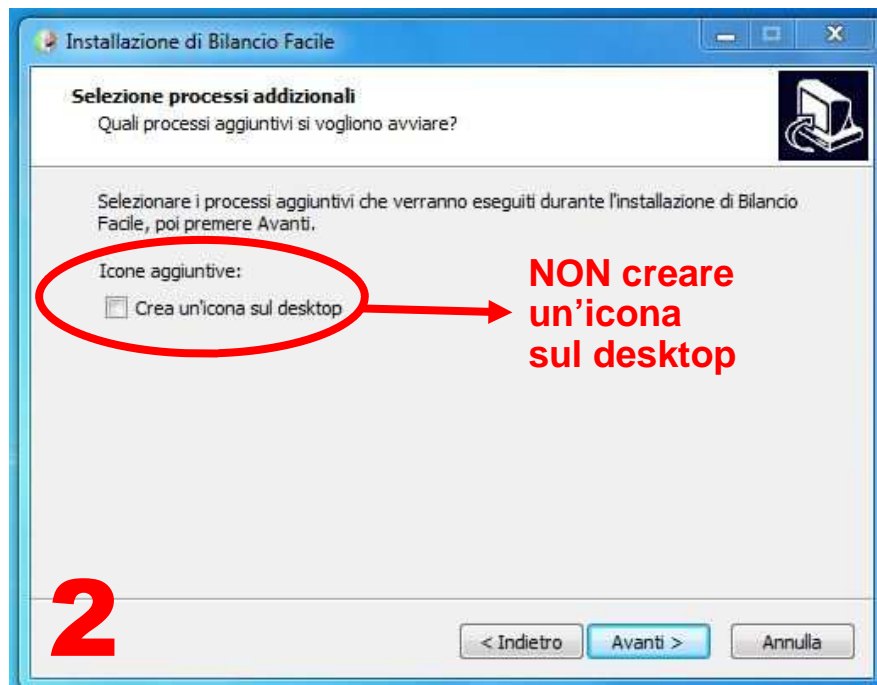 Installazione di Bilancio Facile
Selezione processi addizionali
Quali processi aggiuntivi si vogliono avviare?
Selezionare i processi aggiuntivi che verranno eseguiti durante l'installazione di Bilancio
Facile, poi premere Avanti.
Icone aggiuntive:
Crea un'icona sul desktop
NON creare
un’icona
sul desktop
2
< Indietro Avanti > Annulla